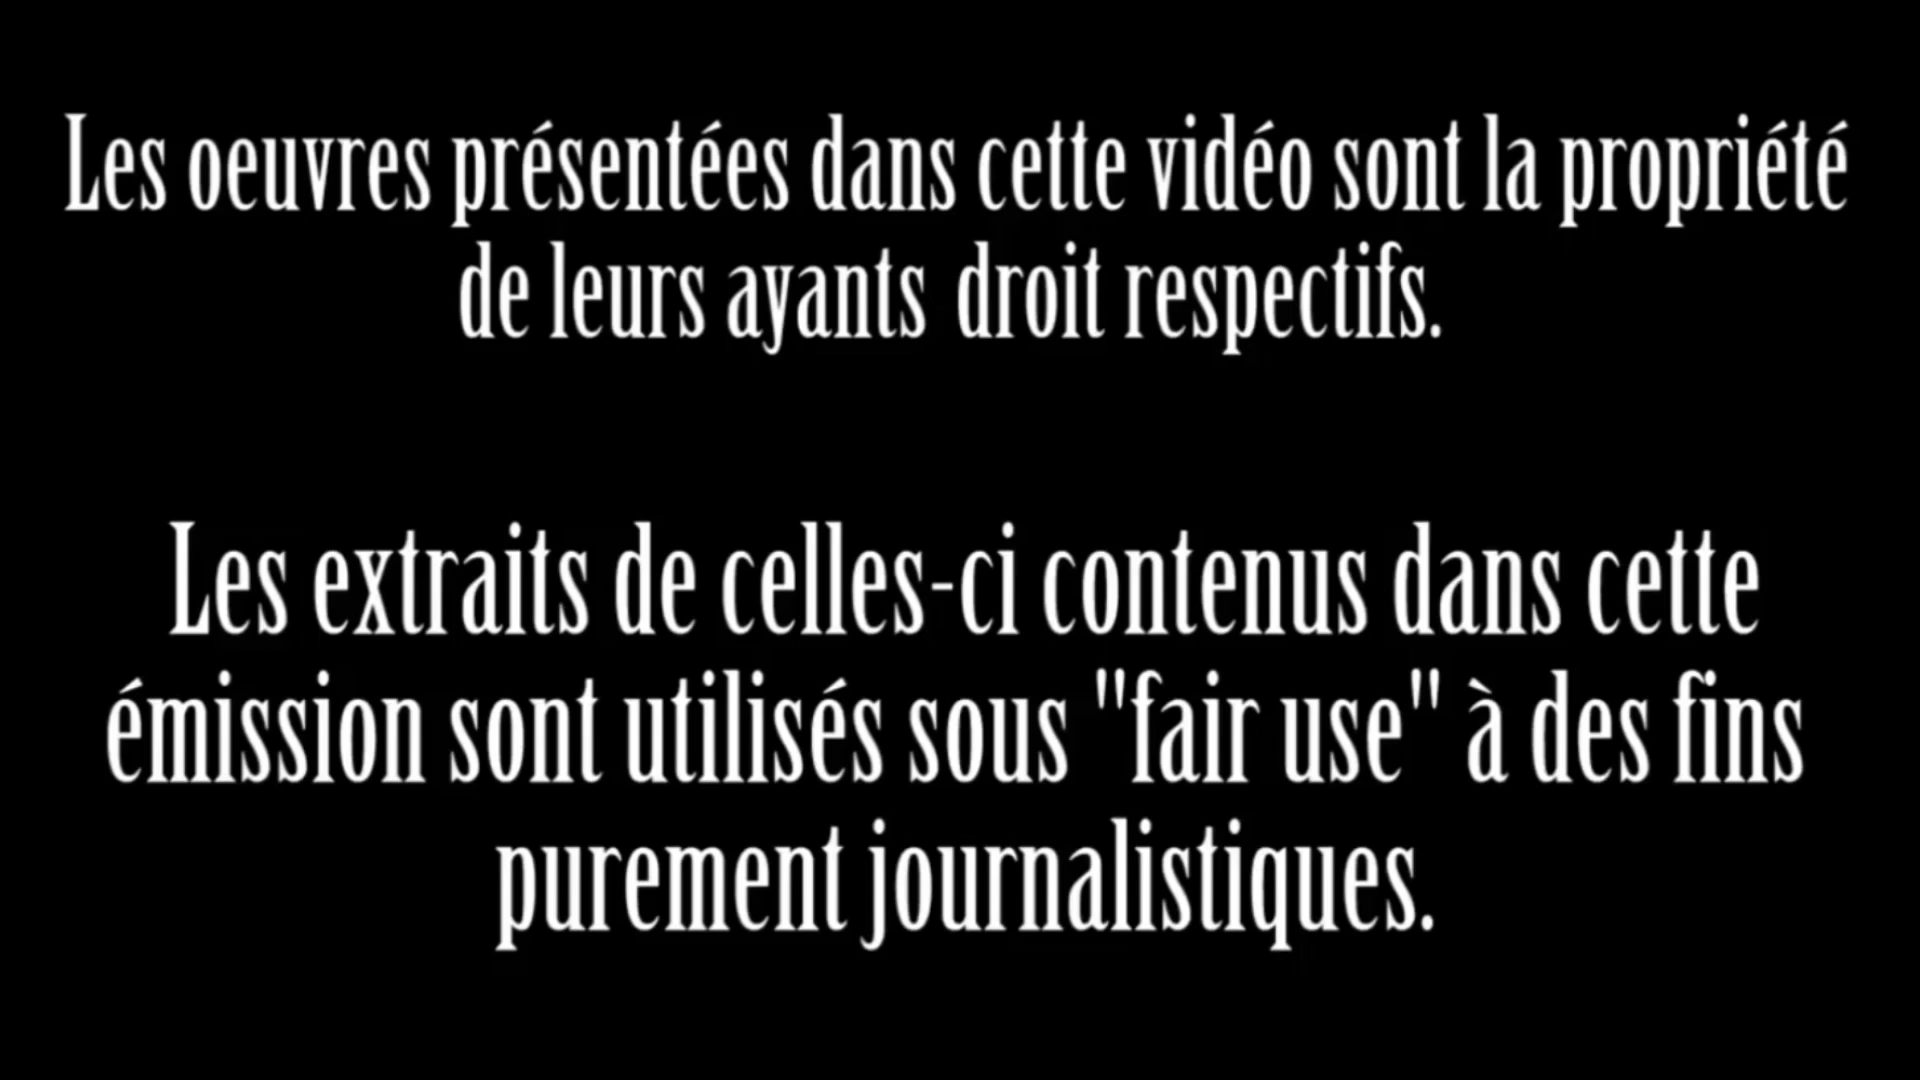 Les oeuvres présentées dans cette vidéo sont la propriété
de leurs ayants droit respectifs.
Les extraits de celles-ci contenus dans cette
émission sont utilisés sous "fair use" à des fins
purement journalistiques.